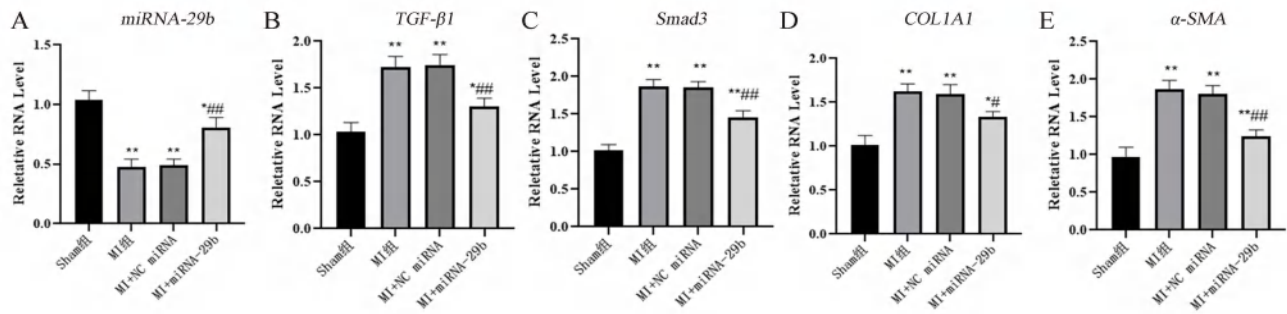 A miRNA-29b
Reletative RNA Level
1.5
1.0
0.5
0.0
**
**
*##
Sham组
MI组
MI+NC miRNA
MI+miRNA-29b
B TGF-β1
Reletative RNA Level
2.0
1.5
1.0
0.5
0.0
**
**
*##
Sham组
MI组
MI+NC miRNA
MI+miRNA-29b
C Smad3
Reletative RNA Level
2.5
2.0
1.5
1.0
0.5
0.0
**
**
**##
Sham组
MI组
MI+NC miRNA
MI+miRNA-29b
D COL1A1
Reletative RNA Level
2.0
1.5
1.0
0.5
0.0
**
**
*#
Sham组
MI组
MI+NC miRNA
MI+miRNA-29b
E α-SMA
Reletative RNA Level
2.5
2.0
1.5
1.0
0.5
0.0
**
**
**##
Sham组
MI组
MI+NC miRNA
MI+miRNA-29b